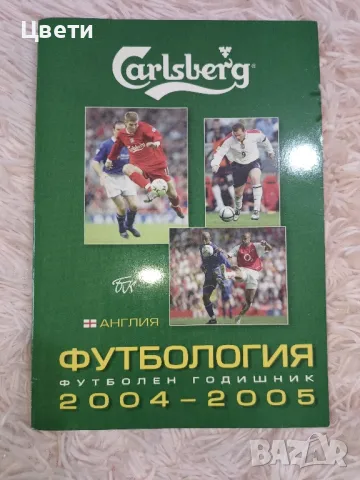 Цвети
Carlsberg®
АНГЛИЯ
ФУТБОЛОГИЯ
ФУТБОЛЕН ГОДИШНИК
2004-2005
BAZAR